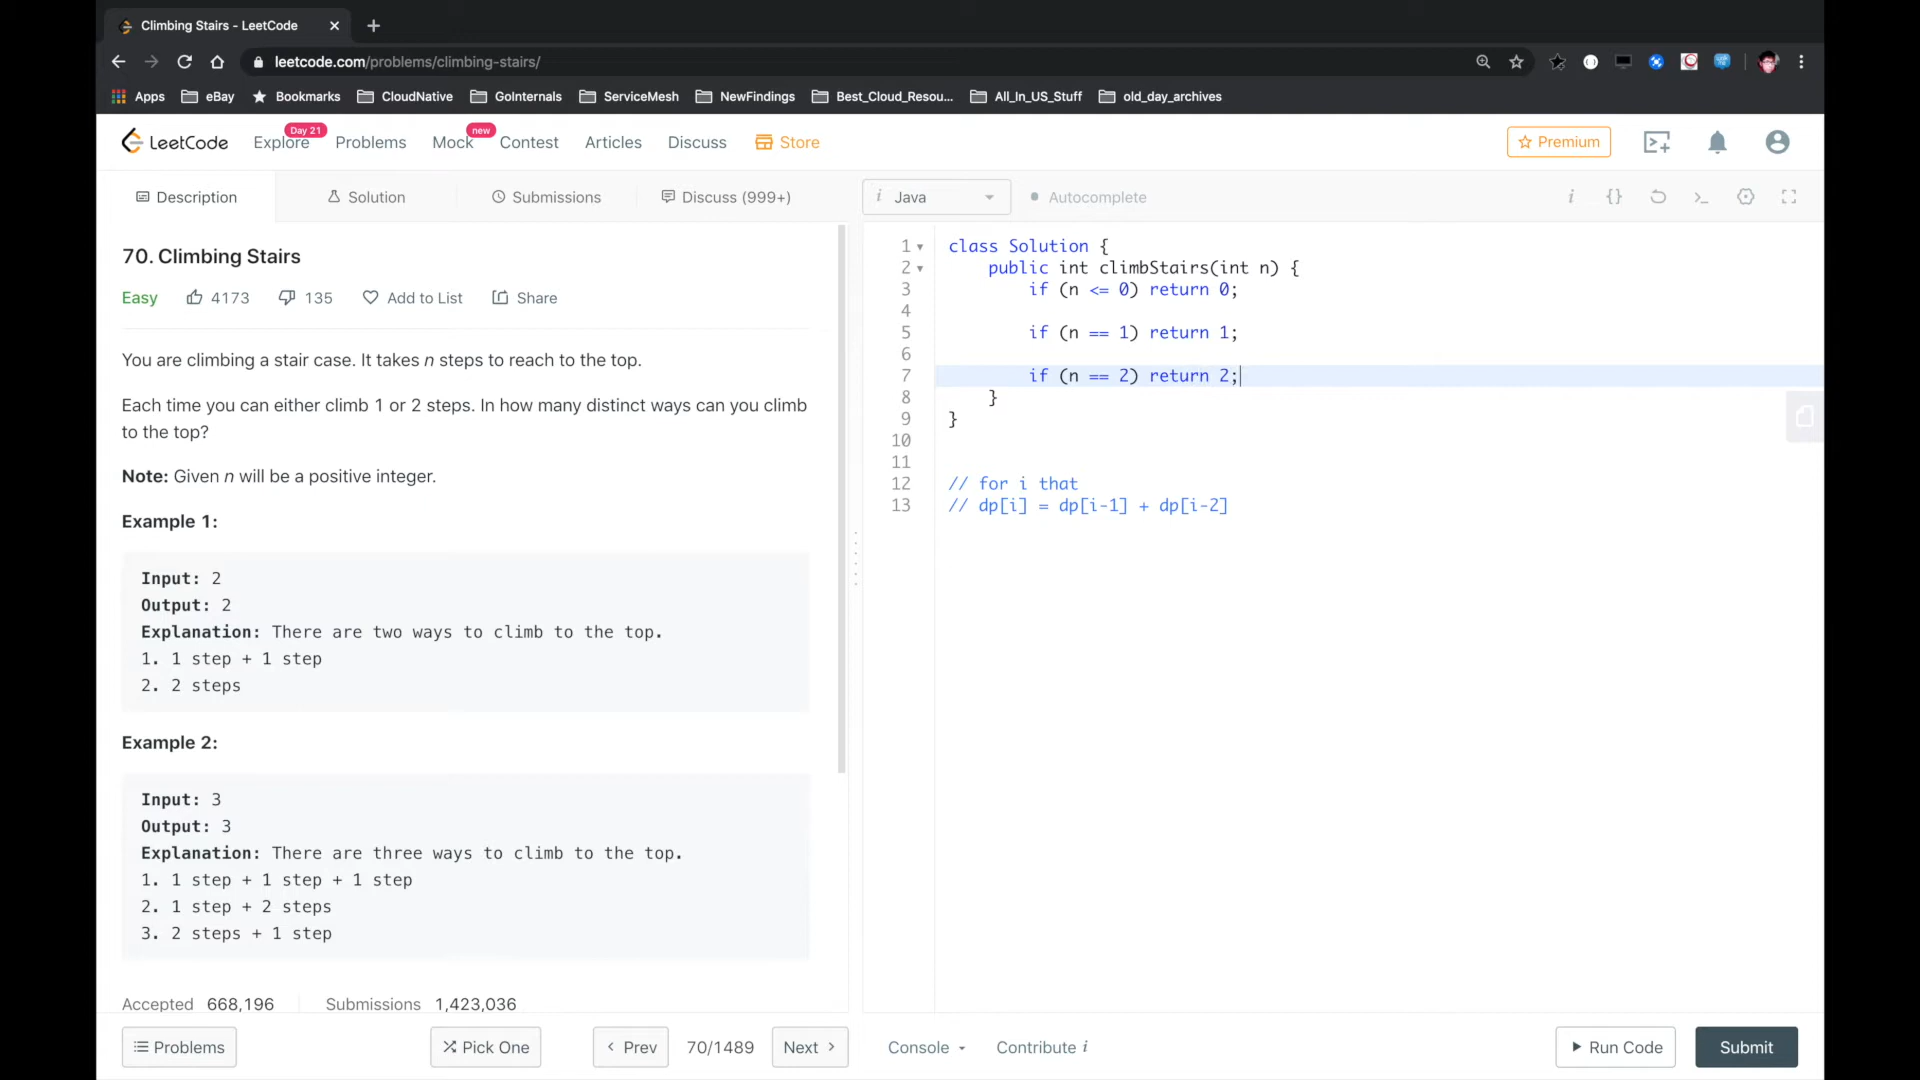 Climbing Stairs - LeetCode
leetcode.com/problems/climbing-stairs/
Apps eBay Bookmarks CloudNative GoInternals ServiceMesh NewFindings Best_Cloud_Resou... All_In_US_Stuff old_day_archives
LeetCode Explore Day 21 Problems Mock new Contest Articles Discuss Store Premium
Description Solution Submissions Discuss (999+)
i Java Autocomplete i {}
70. Climbing Stairs
Easy 4173 135 Add to List Share
You are climbing a stair case. It takes n steps to reach to the top.
Each time you can either climb 1 or 2 steps. In how many distinct ways can you climb
to the top?
Note: Given n will be a positive integer.
Example 1:
Input: 2
Output: 2
Explanation: There are two ways to climb to the top.
1. 1 step + 1 step
2. 2 steps
Example 2:
Input: 3
Output: 3
Explanation: There are three ways to climb to the top.
1. 1 step + 1 step + 1 step
2. 1 step + 2 steps
3. 2 steps + 1 step
Accepted 668,196 Submissions 1,423,036
1 class Solution {
2 public int climbStairs(int n) {
3 if (n <= 0) return 0;
4
5 if (n == 1) return 1;
6
7 if (n == 2) return 2;
8 }
9 }
10
11
12 // for i that
13 // dp[i] = dp[i-1] + dp[i-2]
Problems Pick One Prev 70/1489 Next Console Contribute i Run Code Submit